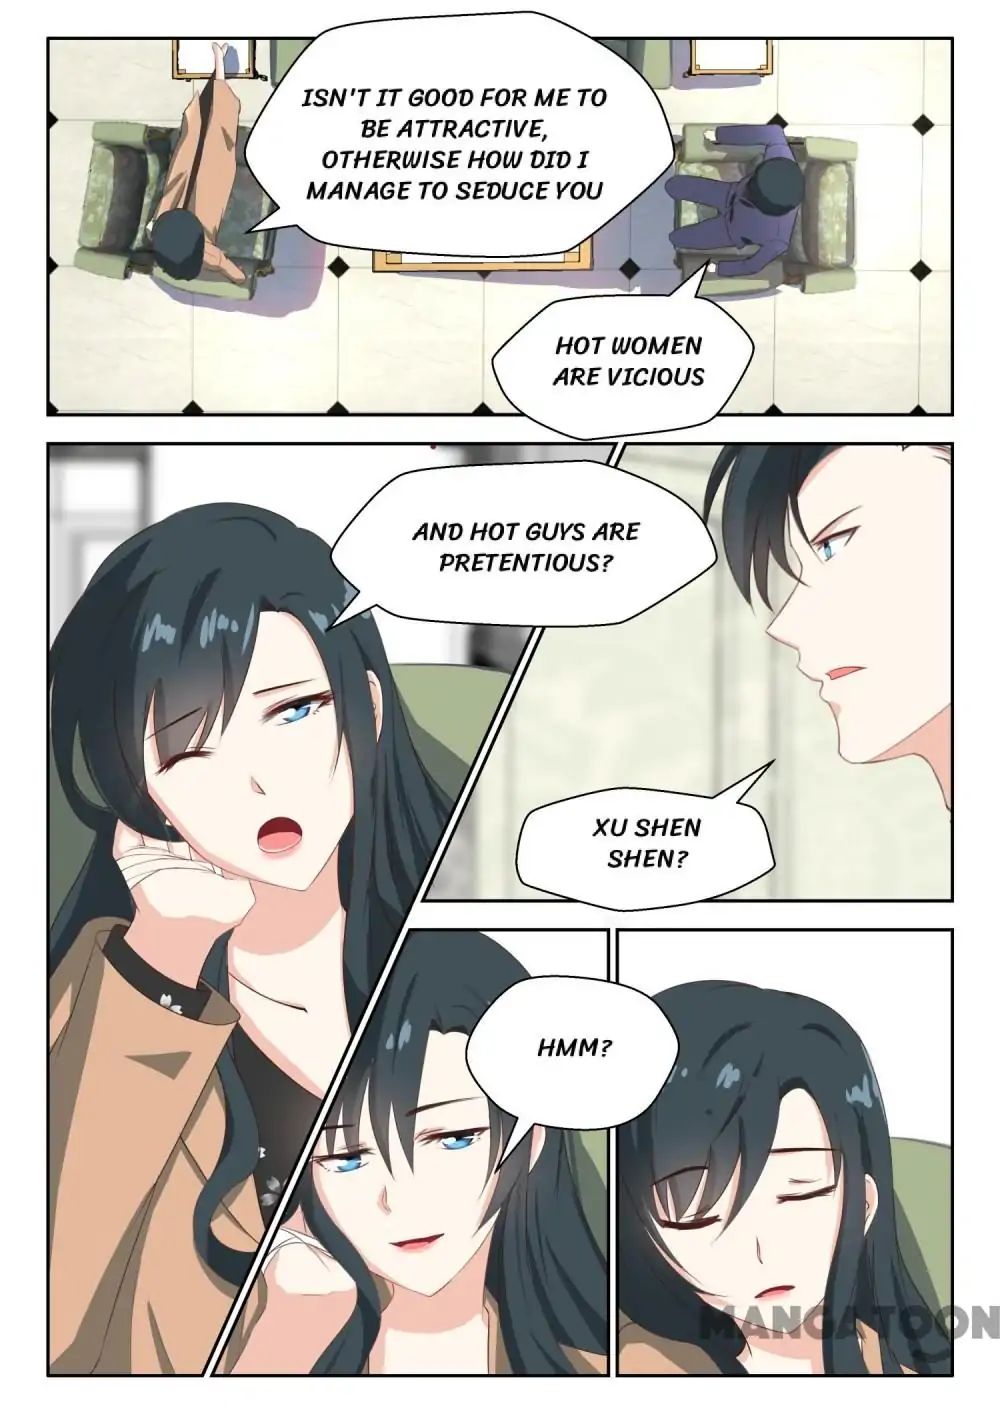 ISN'T IT GOOD FOR ME TO
BE ATTRACTIVE,
OTHERWISE HOW DID I
MANAGE TO SEDUCE YOU
HOT WOMEN
ARE VICIOUS
AND HOT GUYS ARE
PRETENTIOUS?
XU SHEN
SHEN?
HMM?
MANGATOON